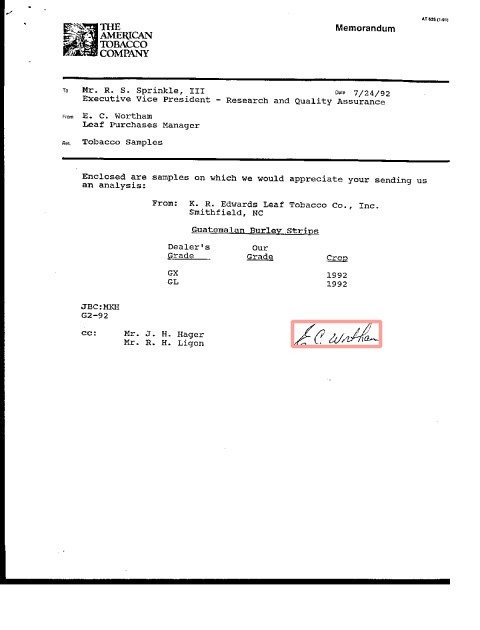 AT 625 (1-91)
THE
AMERICAN
TOBACCO
COMPANY
Memorandum
To Mr. R. S. Sprinkle, III Date 7/24/92
Executive Vice President - Research and Quality Assurance
From E. C. Wortham
Leaf Purchases Manager
Re: Tobacco Samples
Enclosed are samples on which we would appreciate your sending us
an analysis:
From: K. R. Edwards Leaf Tobacco Co., Inc.
Smithfield, NC
Guatemalan Burley Strips
Dealer's Our
Grade Grade Crop
GX 1992
GL 1992
JBC:MKH
G2-92
cc: Mr. J. H. Hager
Mr. R. H. Ligon
E. C. Wortham